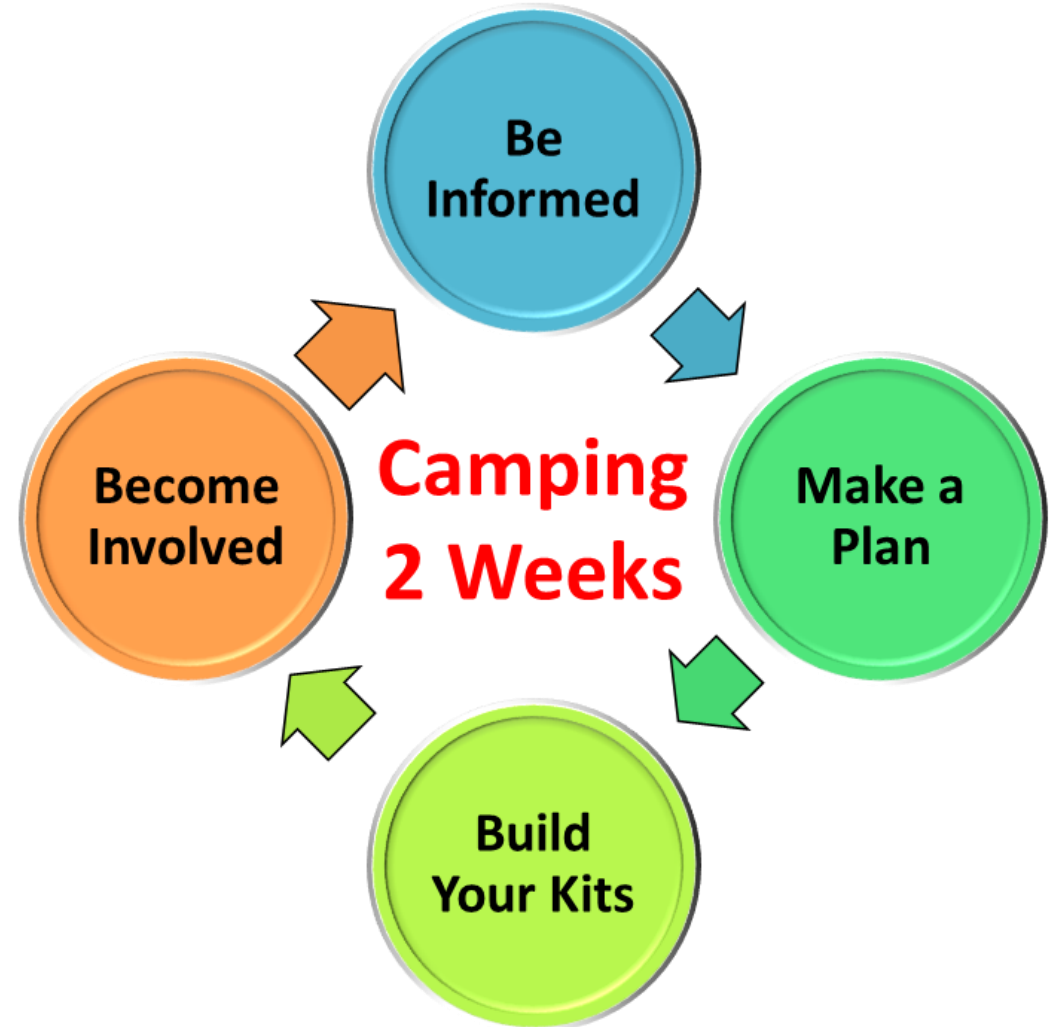 Be
Informed
Make a
Plan
Build
Your Kits
Become
Involved
Camping
2 Weeks